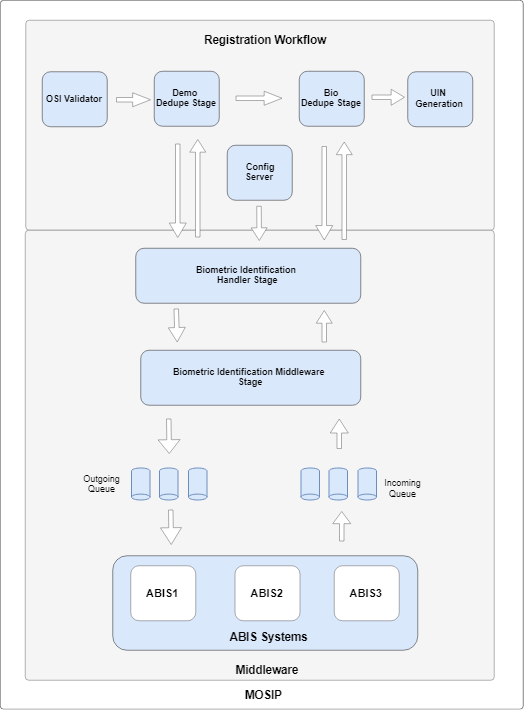 Registration Workflow
OSI Validator
Demo
Dedupe Stage
Bio
Dedupe Stage
UIN
Generation
Config
Server
Biometric Identification
Handler Stage
Biometric Identification Middleware
Stage
Outgoing
Queue
Incoming
Queue
ABIS1
ABIS2
ABIS3
ABIS Systems
Middleware
MOSIP